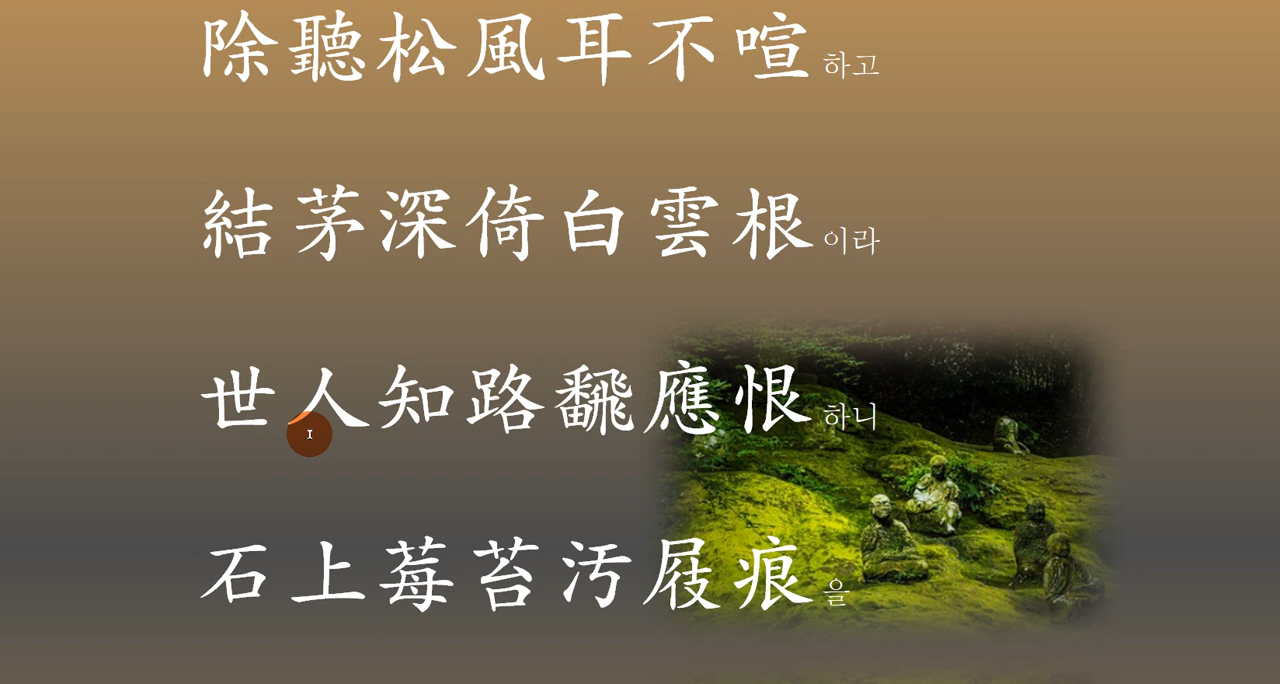 除聽松風耳不喧하고
結茅深倚白雲根이라
世人知路飜應恨하니
石上莓苔汚屐痕을